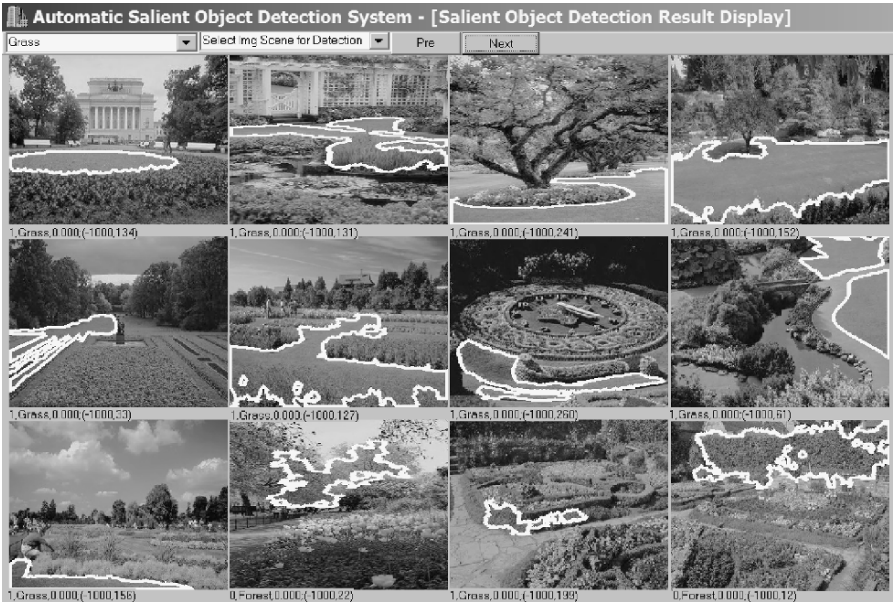 Automatic Salient Object Detection System - [Salient Object Detection Result Display]
Grass Select Img Scene for Detection Pre Next
1,Grass,0.000;(-1000,134) 1,Grass,0.000;(-1000,131) 1,Grass,0.000;(-1000,241) 1,Grass,0.000;(-1000,152)
1,Grass,0.000;(-1000,33) 1,Grass,0.000;(-1000,127) 1,Grass,0.000;(-1000,260) 1,Grass,0.000;(-1000,61)
1,Grass,0.000;(-1000,156) 0,Forest,0.000;(-1000,22) 1,Grass,0.000;(-1000,199) 0,Forest,0.000;(-1000,12)